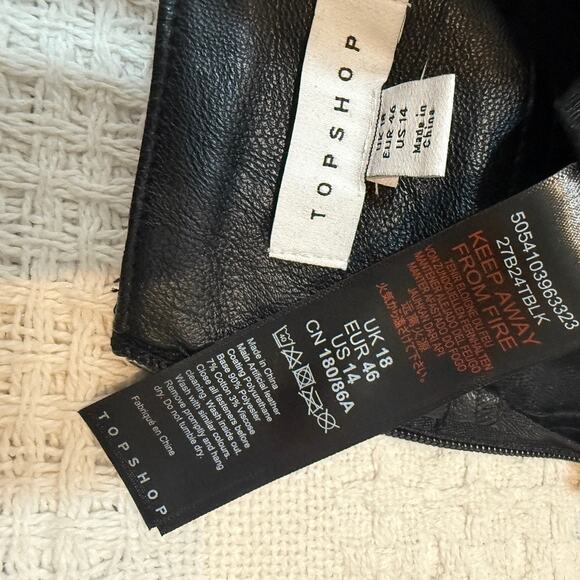 TOPSHOP
UK 18
EUR 46
US 14
Made in
China
5054103963323
27B24TBLK
KEEP AWAY
FROM FIRE
UK 18
EUR 46
US 14
CN 180/86A
Made in China
Main Artificial leather
Coating Polyurethane
Base 90% Polyester
7% Cotton 3% Viscose
Close all fasteners before
cleaning. Wash inside out.
Wash with similar colours.
Remove promptly and hang
dry. Do not tumble dry.
Fabriqué en Chine
TOPSHOP